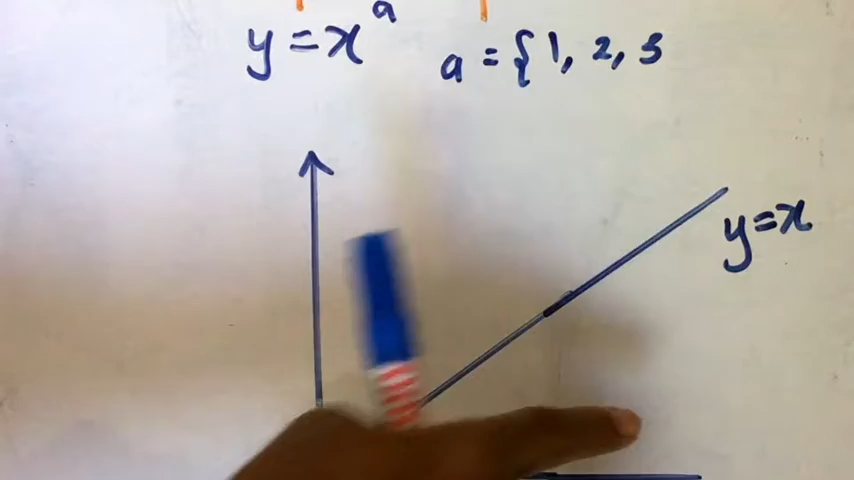 y = x^a
a = {1, 2, 3
y=x